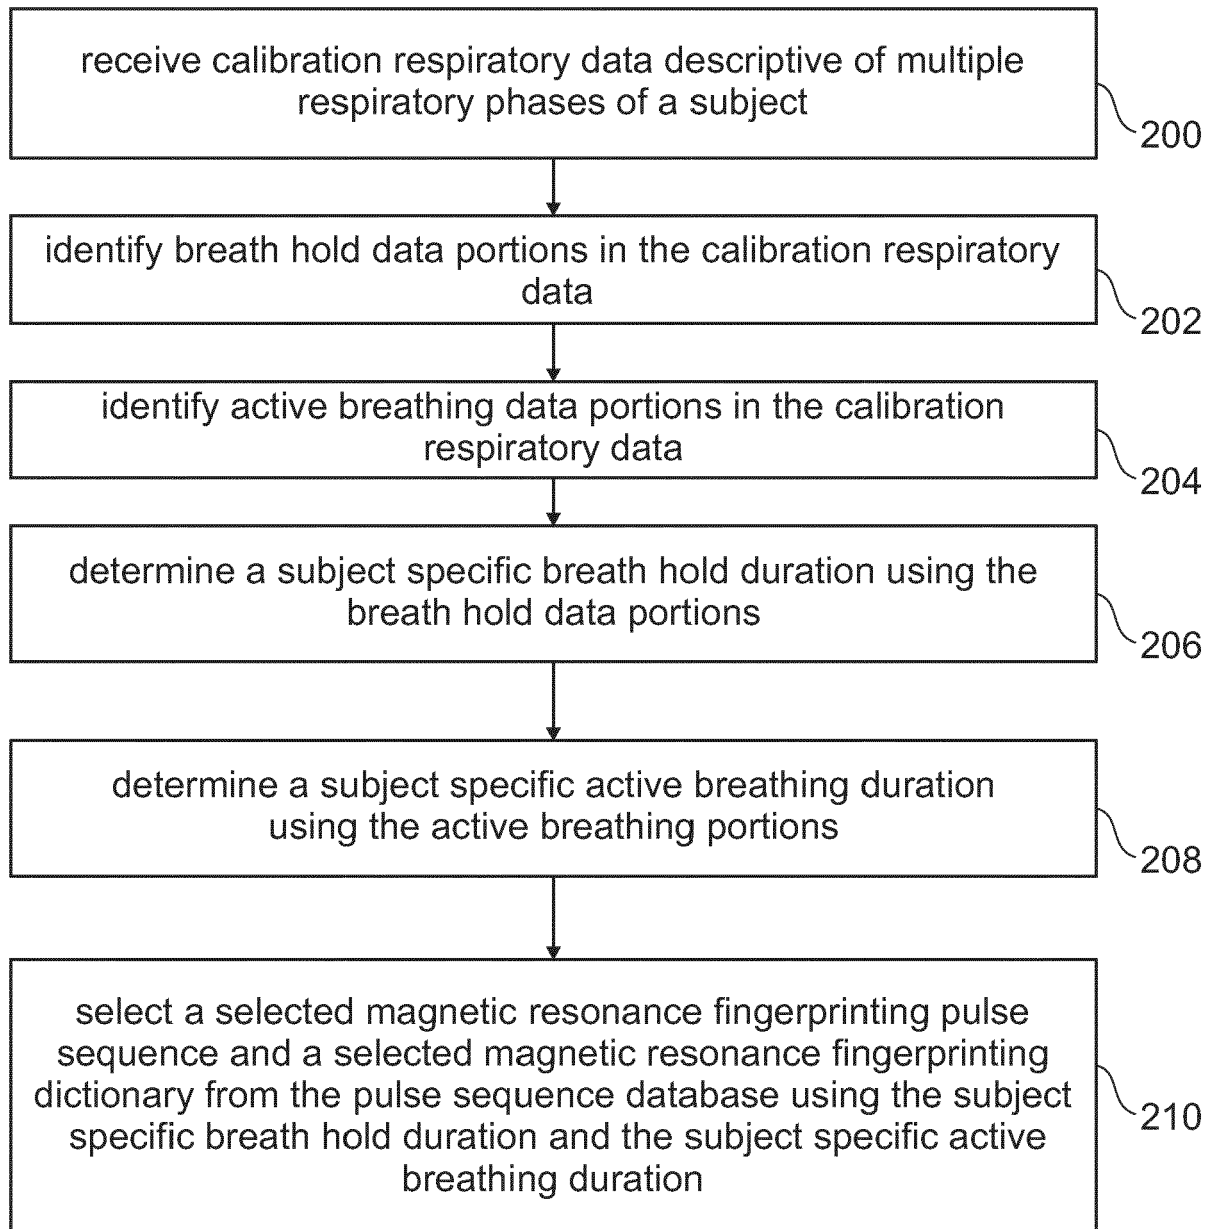 receive calibration respiratory data descriptive of multiple
respiratory phases of a subject
200
identify breath hold data portions in the calibration respiratory
data
202
identify active breathing data portions in the calibration
respiratory data
204
determine a subject specific breath hold duration using the
breath hold data portions
206
determine a subject specific active breathing duration
using the active breathing portions
208
select a selected magnetic resonance fingerprinting pulse
sequence and a selected magnetic resonance fingerprinting
dictionary from the pulse sequence database using the subject
specific breath hold duration and the subject specific active
breathing duration
210